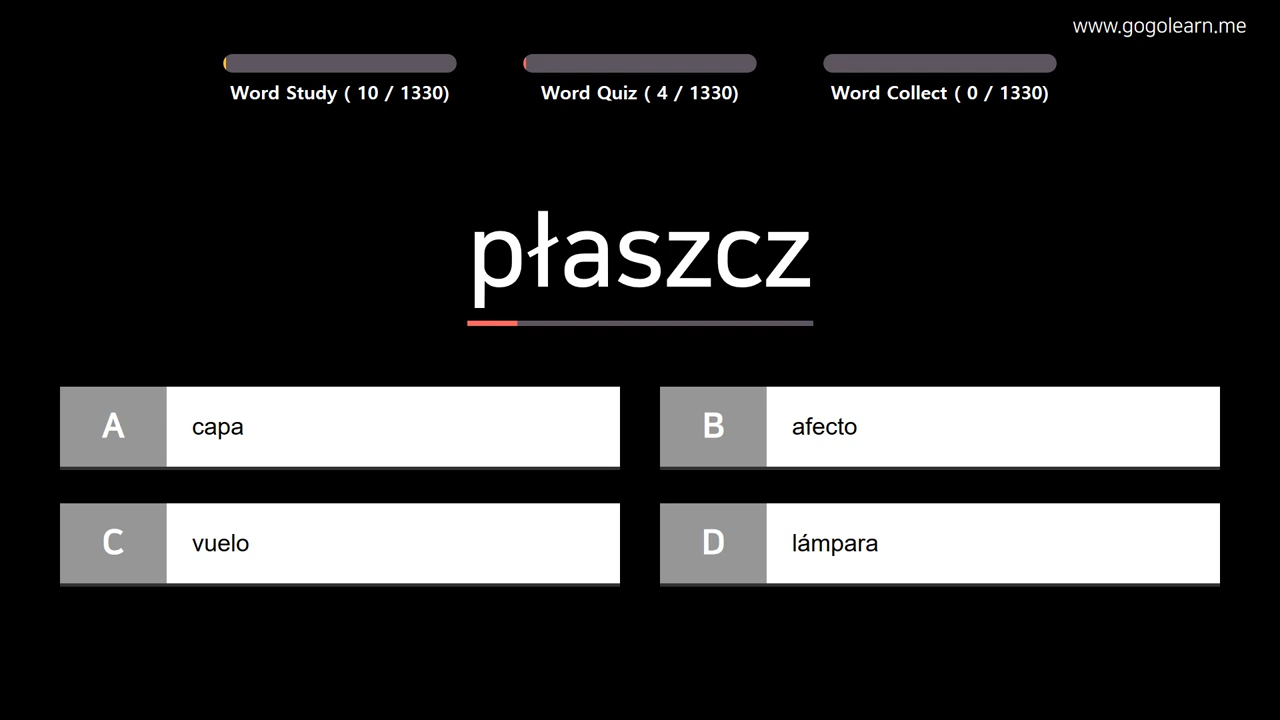 www.gogolearn.me
Word Study ( 10 / 1330)
Word Quiz ( 4 / 1330)
Word Collect ( 0 / 1330)
płaszcz
A capa
B afecto
C vuelo
D lámpara